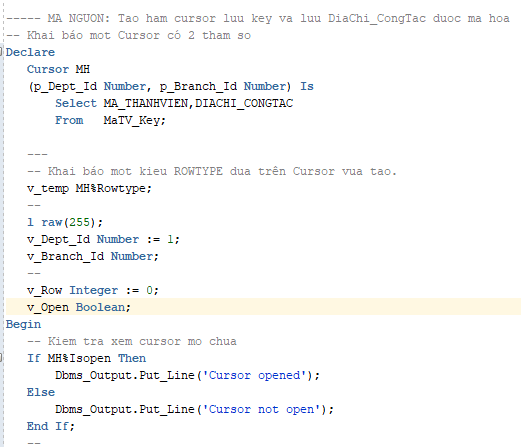 ----- MA NGUON: Tao ham cursor luu key va luu DiaChi_CongTac duoc ma hoa
-- Khai báo mot Cursor có 2 tham so
Declare
Cursor MH
(p_Dept_Id Number, p_Branch_Id Number) Is
Select MA_THANHVIEN,DIACHI_CONGTAC
From MaTV_Key;
---
-- Khai báo mot kieu ROWTYPE dua trên Cursor vua tao.
v_temp MH%Rowtype;
--
l raw(255);
v_Dept_Id Number := 1;
v_Branch_Id Number;
--
v_Row Integer := 0;
v_Open Boolean;
Begin
-- Kiem tra xem cursor mo chua
If MH%Isopen Then
Dbms_Output.Put_Line('Cursor opened');
Else
Dbms_Output.Put_Line('Cursor not open');
End If;
--